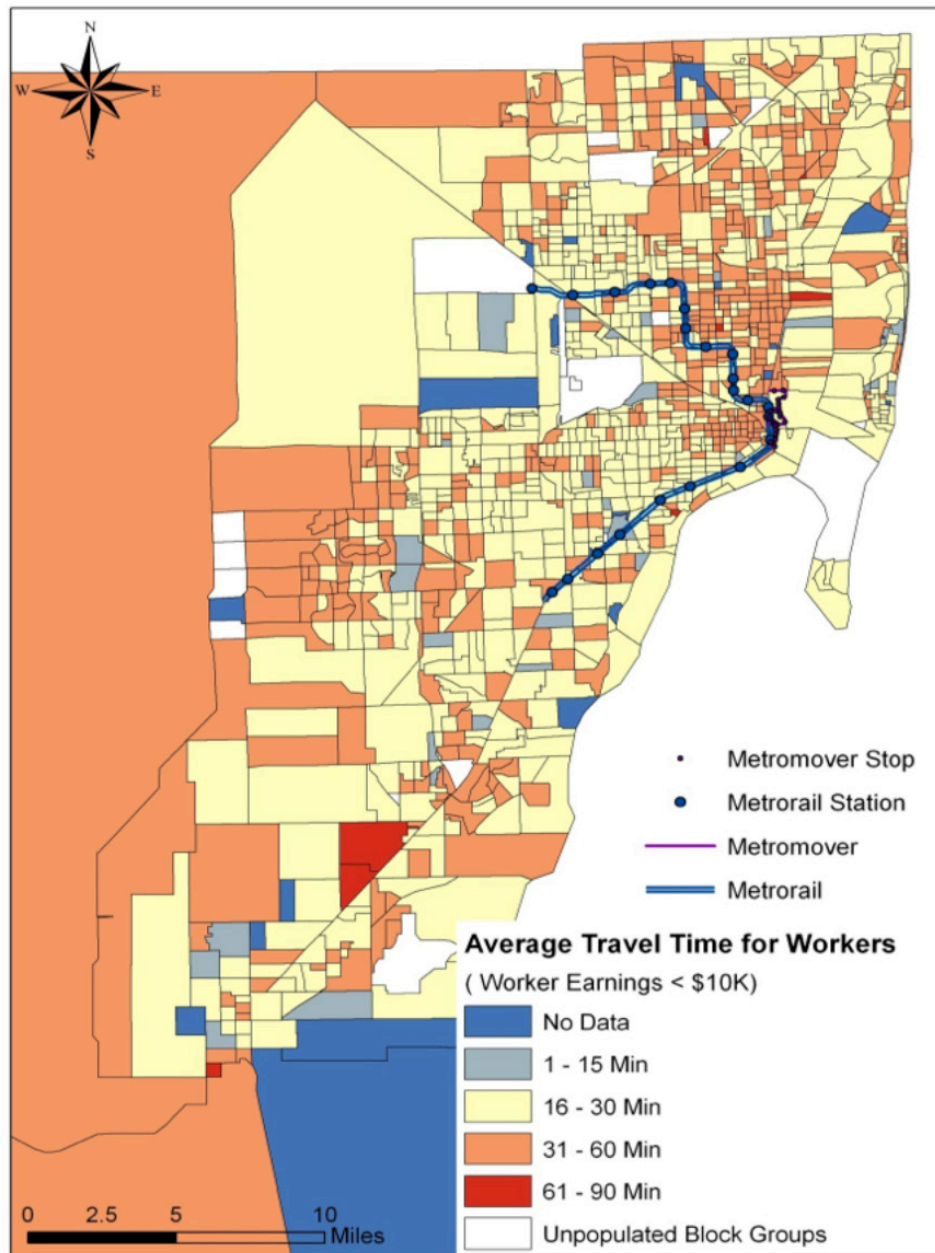 N
W E
S
Metromover Stop
Metrorail Station
Metromover
Metrorail
Average Travel Time for Workers
( Worker Earnings < $10K)
No Data
1 - 15 Min
16 - 30 Min
31 - 60 Min
61 - 90 Min
Unpopulated Block Groups
0 2.5 5 10
Miles